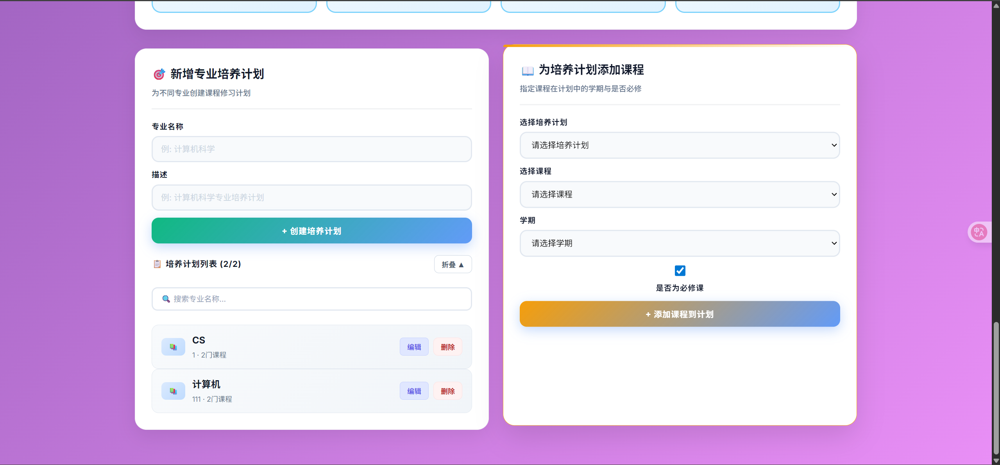 新增专业培养计划
为不同专业创建课程修习计划
专业名称
例: 计算机科学
描述
例: 计算机科学专业培养计划
+ 创建培养计划
培养计划列表 (2/2)
折叠 ▲
搜索专业名称...
CS
1 · 2门课程
编辑
删除
计算机
111 · 2门课程
编辑
删除
为培养计划添加课程
指定课程在计划中的学期与是否必修
选择培养计划
请选择培养计划
选择课程
请选择课程
学期
请选择学期
是否为必修课
+ 添加课程到计划
中 A